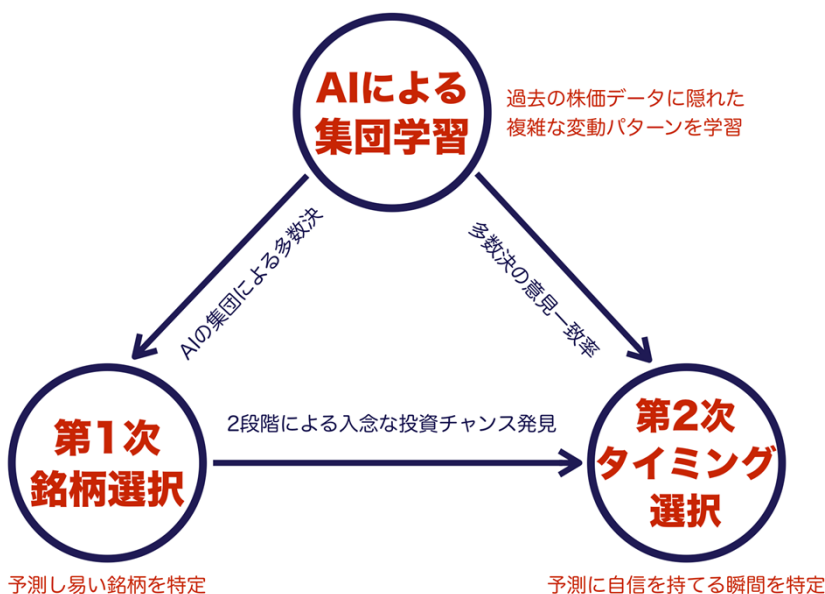 AIによる
集団学習
過去の株価データに隠れた
複雑な変動パターンを学習
AIの集団による多数決
多数決の意見一致率
第1次
銘柄選択
2段階による入念な投資チャンス発見
第2次
タイミング
選択
予測し易い銘柄を特定
予測に自信を持てる瞬間を特定